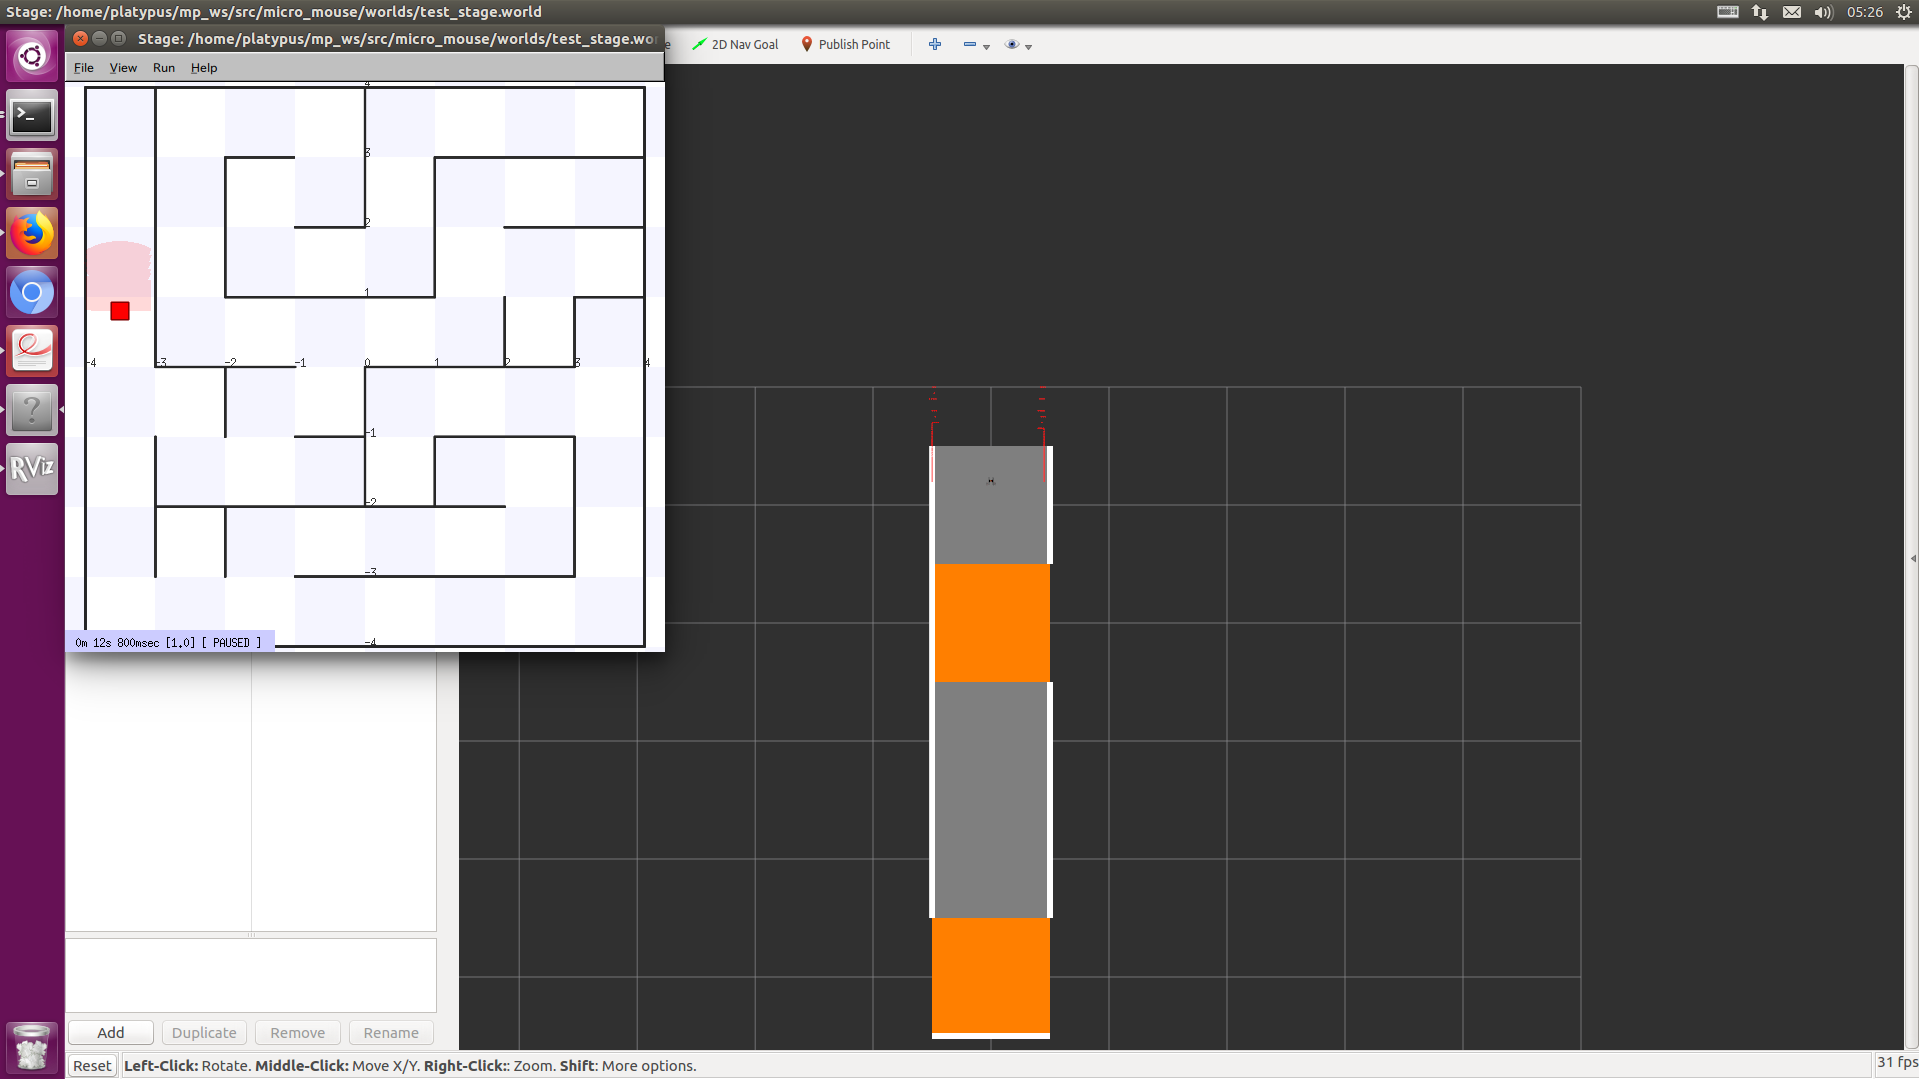 Stage: /home/platypus/mp_ws/src/micro_mouse/worlds/test_stage.world
05:26
Stage: /home/platypus/mp_ws/src/micro_mouse/worlds/test_stage.wor
2D Nav Goal
Publish Point
File View Run Help
4
3
2
1
-4 -3 -2 -1 0 1 2 3 4
-1
-2
-3
-4
0m 12s 800msec [1.0] [ PAUSED ]
RViz
Add Duplicate Remove Rename
Reset Left-Click: Rotate. Middle-Click: Move X/Y. Right-Click:: Zoom. Shift: More options. 31 fps